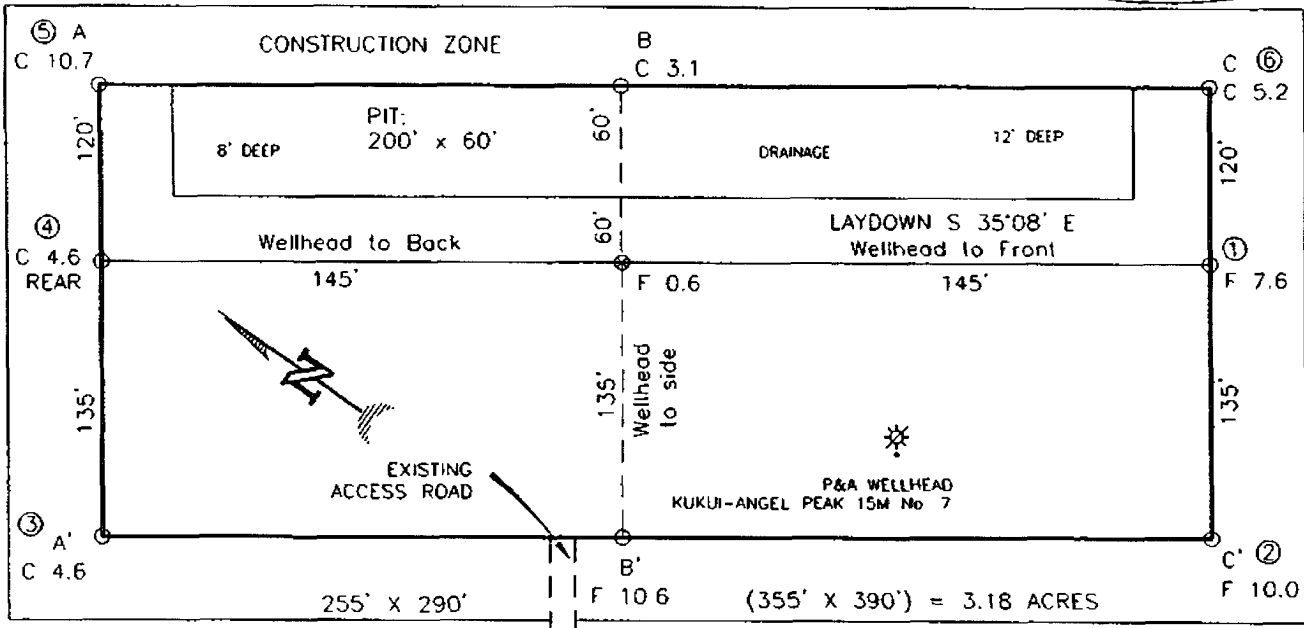 ⑤ A
C 10.7
CONSTRUCTION ZONE
B
C 3.1
C ⑥
C 5.2
120'
PIT:
200' x 60'
8' DEEP
60'
DRAINAGE
12' DEEP
120'
④
C 4.6
REAR
Wellhead to Back
145'
60'
F 0.6
LAYDOWN S 35°08' E
Wellhead to Front
145'
①
F 7.6
N
135'
135'
Wellhead
to side
135'
EXISTING
ACCESS ROAD
P&A WELLHEAD
KUKUI-ANGEL PEAK 15M No 7
③ A'
C 4.6
B'
F 10 6
C' ②
F 10.0
255' X 290'
(355' X 390') = 3.18 ACRES